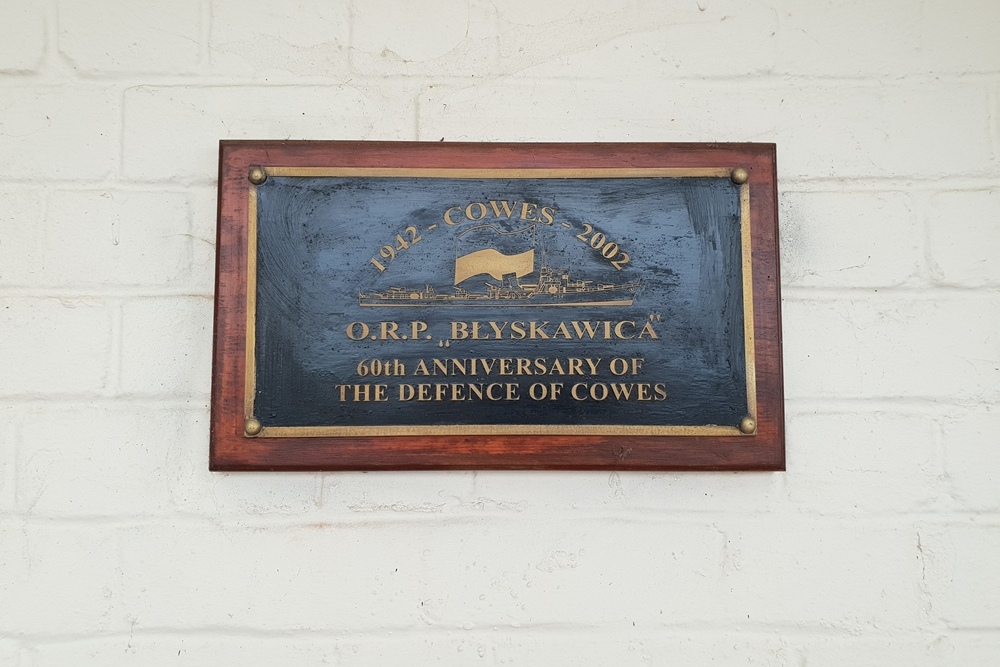 1942 - COWES - 2002
O.R.P. „BŁYSKAWICA”
60th ANNIVERSARY OF
THE DEFENCE OF COWES